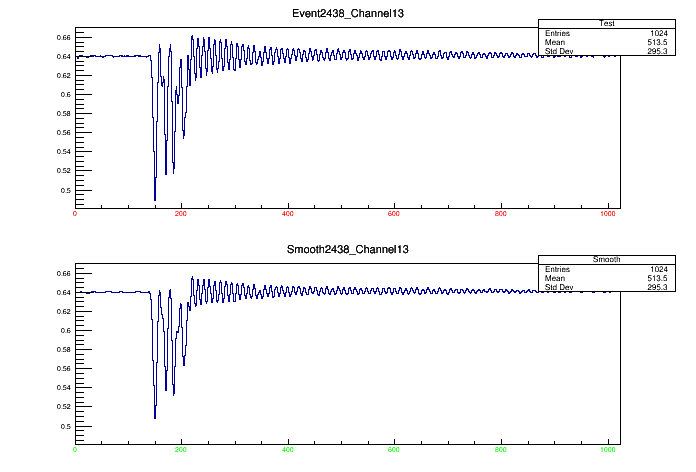 Event2438_Channel13
Test
Entries 1024
Mean 513.5
Std Dev 295.3
0.66
0.64
0.62
0.6
0.58
0.56
0.54
0.52
0.5
0 200 400 600 800 1000
Smooth2438_Channel13
Smooth
Entries 1024
Mean 513.5
Std Dev 295.3
0.66
0.64
0.62
0.6
0.58
0.56
0.54
0.52
0.5
0 200 400 600 800 1000